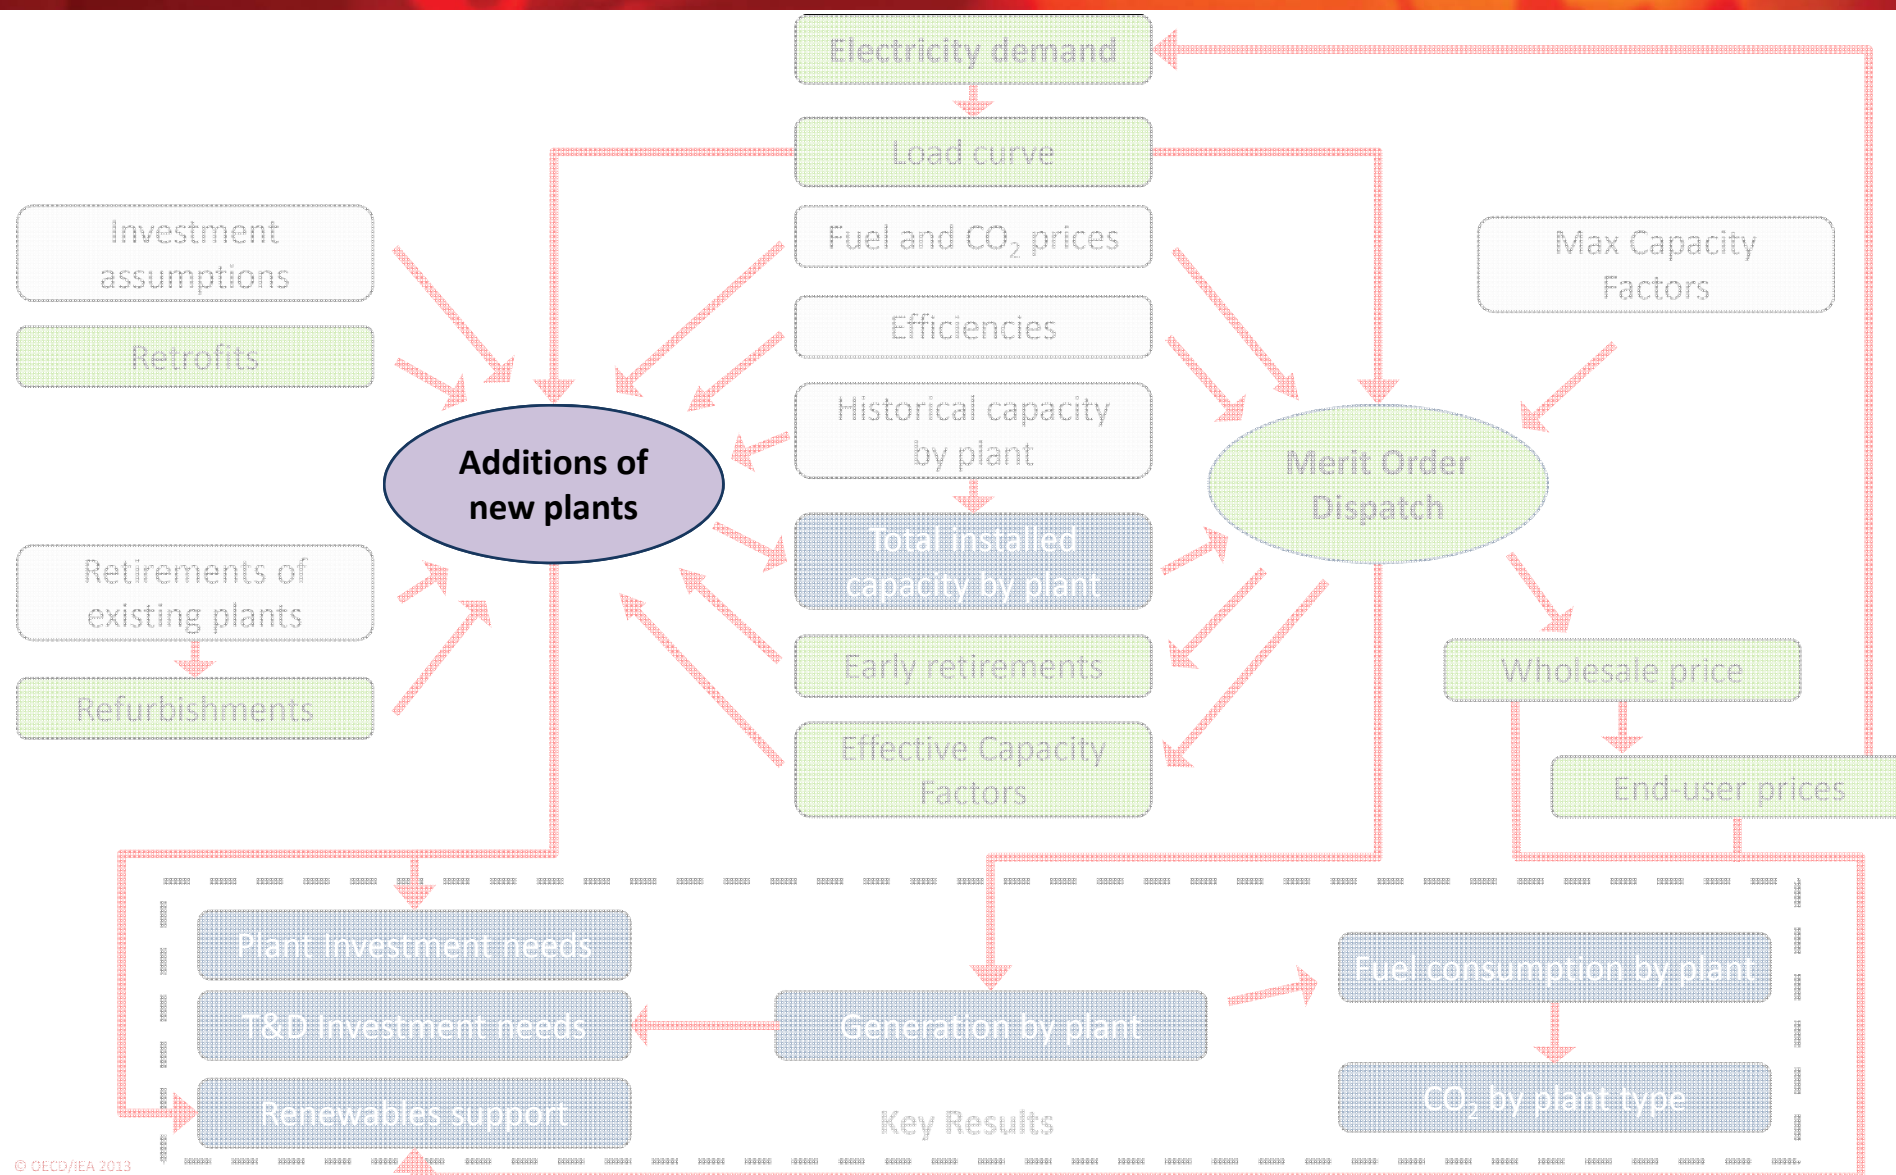 Electricity demand
Load curve
Investment
assumptions
Fuel and CO₂ prices
Max Capacity
Factors
Efficiencies
Retrofits
Historical capacity
by plant
Additions of
new plants
Merit Order
Dispatch
Total installed
capacity by plant
Retirements of
existing plants
Early retirements
Wholesale price
Refurbishments
Effective Capacity
Factors
End-user prices
Plant Investment needs
Fuel consumption by plant
T&D Investment needs
Generation by plant
Renewables support
Key Results
CO₂ by plant type
© OECD/IEA 2013